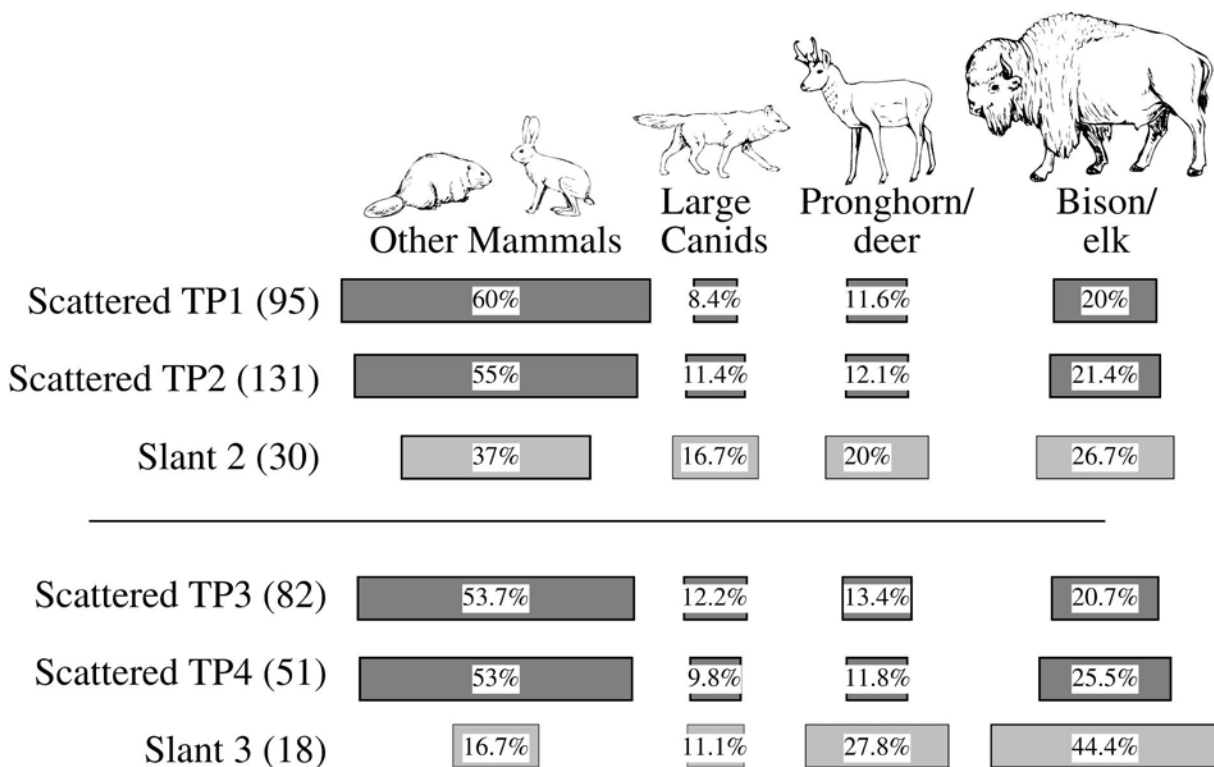 Other Mammals
Large
Canids
Pronghorn/
deer
Bison/
elk
Scattered TP1 (95) 60% 8.4% 11.6% 20%
Scattered TP2 (131) 55% 11.4% 12.1% 21.4%
Slant 2 (30) 37% 16.7% 20% 26.7%
Scattered TP3 (82) 53.7% 12.2% 13.4% 20.7%
Scattered TP4 (51) 53% 9.8% 11.8% 25.5%
Slant 3 (18) 16.7% 11.1% 27.8% 44.4%